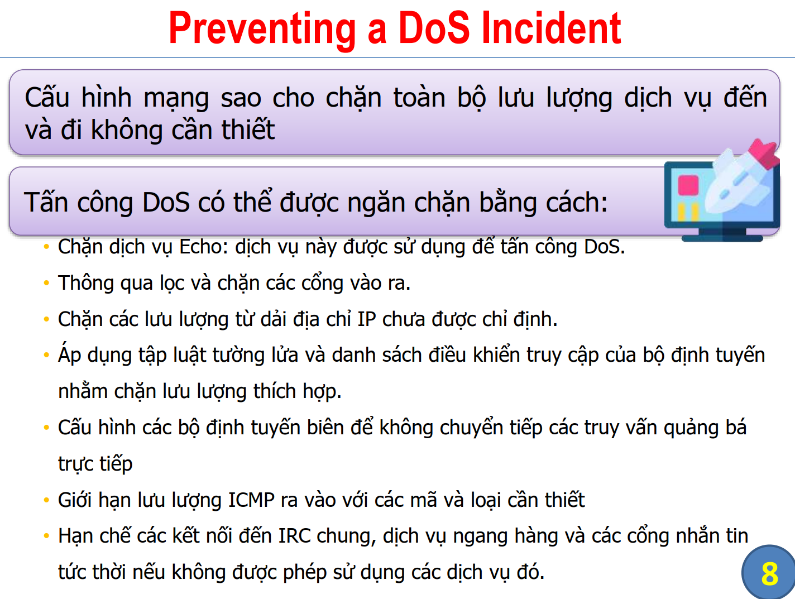 Preventing a DoS Incident
Cấu hình mạng sao cho chặn toàn bộ lưu lượng dịch vụ đến
và đi không cần thiết
Tấn công DoS có thể được ngăn chặn bằng cách:
• Chặn dịch vụ Echo: dịch vụ này được sử dụng để tấn công DoS.
• Thông qua lọc và chặn các cổng vào ra.
• Chặn các lưu lượng từ dải địa chỉ IP chưa được chỉ định.
• Áp dụng tập luật tường lửa và danh sách điều khiển truy cập của bộ định tuyến
nhằm chặn lưu lượng thích hợp.
• Cấu hình các bộ định tuyến biên để không chuyển tiếp các truy vấn quảng bá
trực tiếp
• Giới hạn lưu lượng ICMP ra vào với các mã và loại cần thiết
• Hạn chế các kết nối đến IRC chung, dịch vụ ngang hàng và các cổng nhắn tin
tức thời nếu không được phép sử dụng các dịch vụ đó.
8